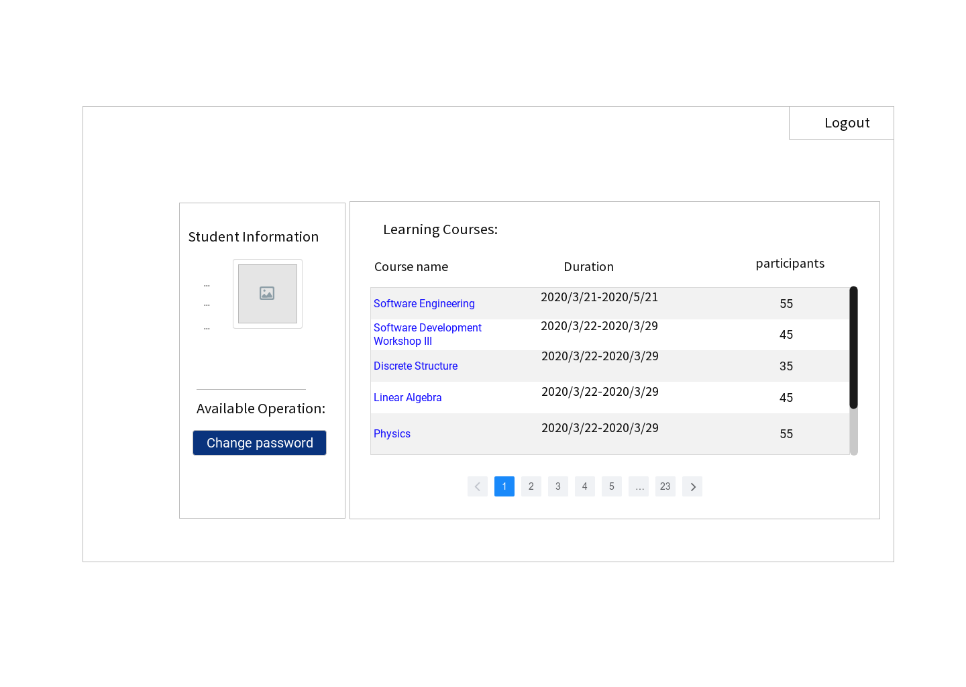 Logout
Student Information
...
...
...
Available Operation:
Change password
Learning Courses:
Course name Duration participants
Software Engineering 2020/3/21-2020/5/21 55
Software Development
Workshop III 2020/3/22-2020/3/29 45
Discrete Structure 2020/3/22-2020/3/29 35
Linear Algebra 2020/3/22-2020/3/29 45
Physics 2020/3/22-2020/3/29 55
1 2 3 4 5 ... 23